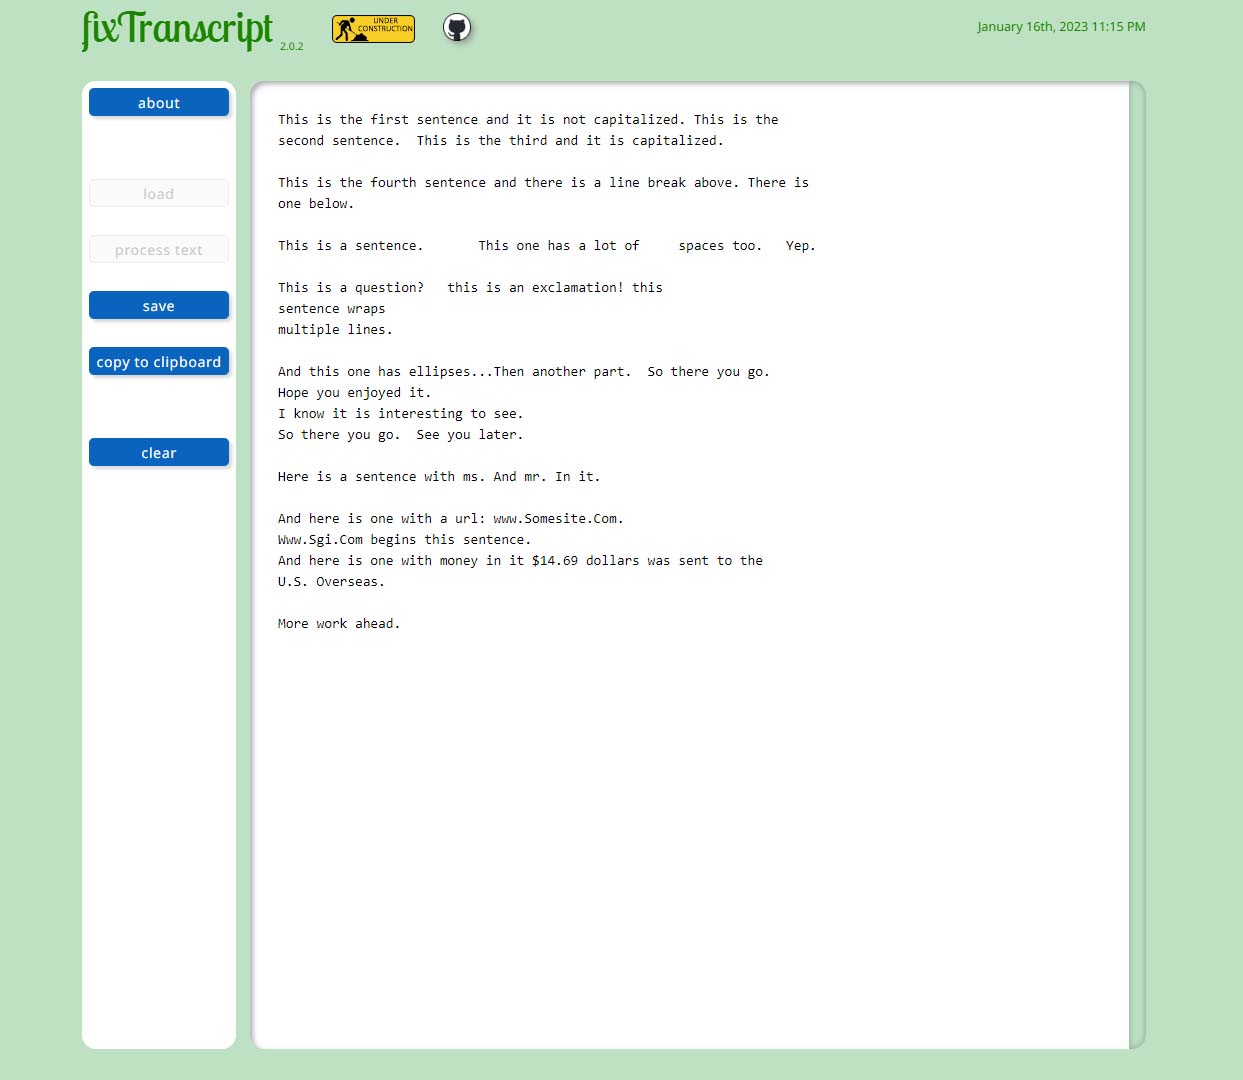 fixTranscript 2.0.2
UNDER
CONSTRUCTION
January 16th, 2023 11:15 PM
about
load
process text
save
copy to clipboard
clear
This is the first sentence and it is not capitalized. This is the
second sentence.  This is the third and it is capitalized.
This is the fourth sentence and there is a line break above. There is
one below.
This is a sentence.       This one has a lot of     spaces too.   Yep.
This is a question?   this is an exclamation! this
sentence wraps
multiple lines.
And this one has ellipses...Then another part.  So there you go.
Hope you enjoyed it.
I know it is interesting to see.
So there you go.  See you later.
Here is a sentence with ms. And mr. In it.
And here is one with a url: www.Somesite.Com.
Www.Sgi.Com begins this sentence.
And here is one with money in it $14.69 dollars was sent to the
U.S. Overseas.
More work ahead.